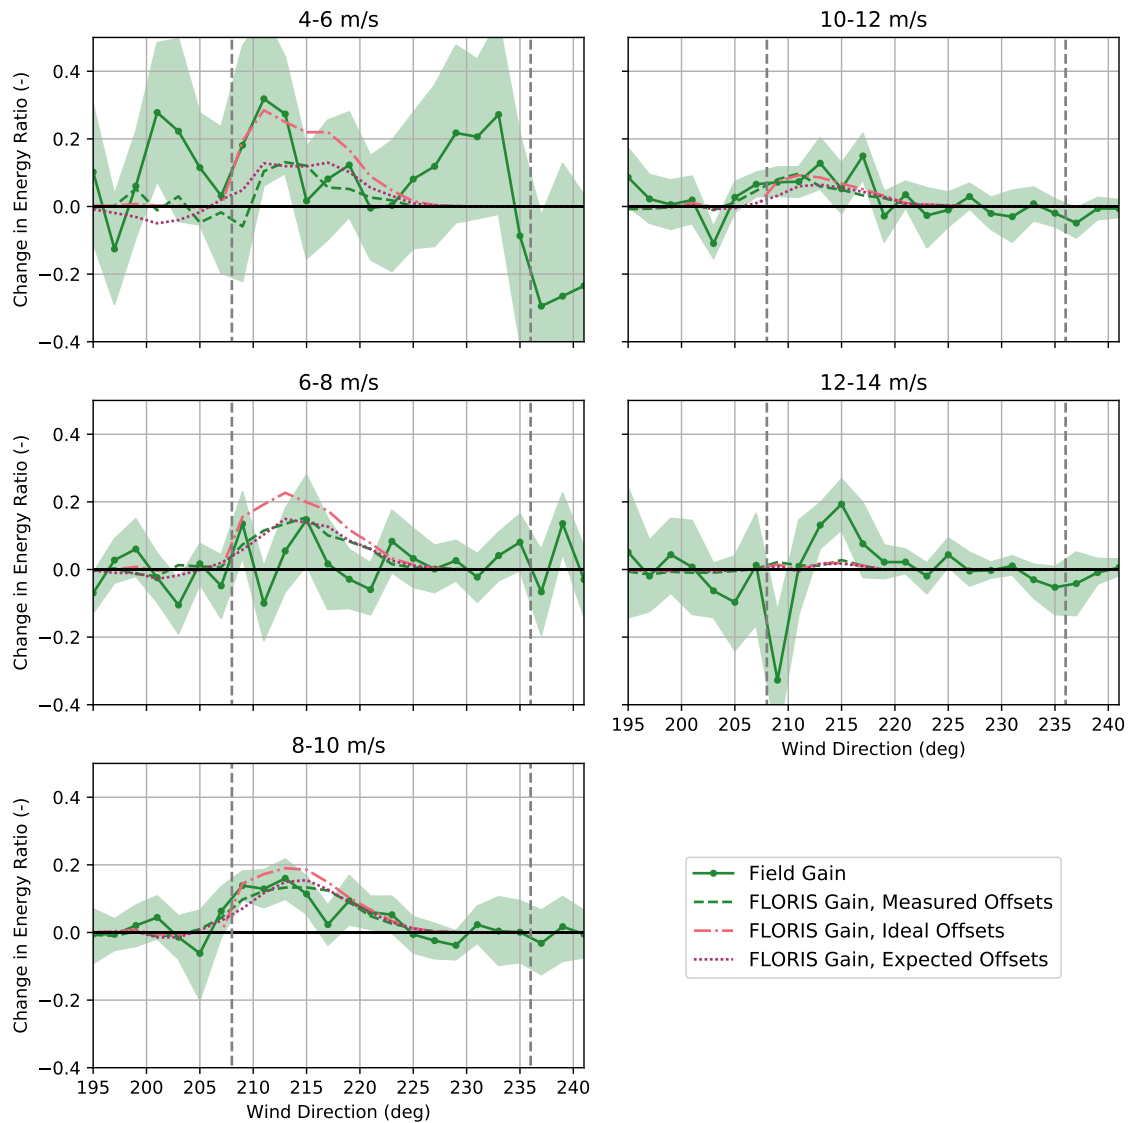 4-6 m/s
Change in Energy Ratio (-)
0.4
0.2
0.0
−0.2
−0.4
10-12 m/s
6-8 m/s
Change in Energy Ratio (-)
0.4
0.2
0.0
−0.2
−0.4
12-14 m/s
195 200 205 210 215 220 225 230 235 240
Wind Direction (deg)
8-10 m/s
Change in Energy Ratio (-)
0.4
0.2
0.0
−0.2
−0.4
195 200 205 210 215 220 225 230 235 240
Wind Direction (deg)
Field Gain
FLORIS Gain, Measured Offsets
FLORIS Gain, Ideal Offsets
FLORIS Gain, Expected Offsets